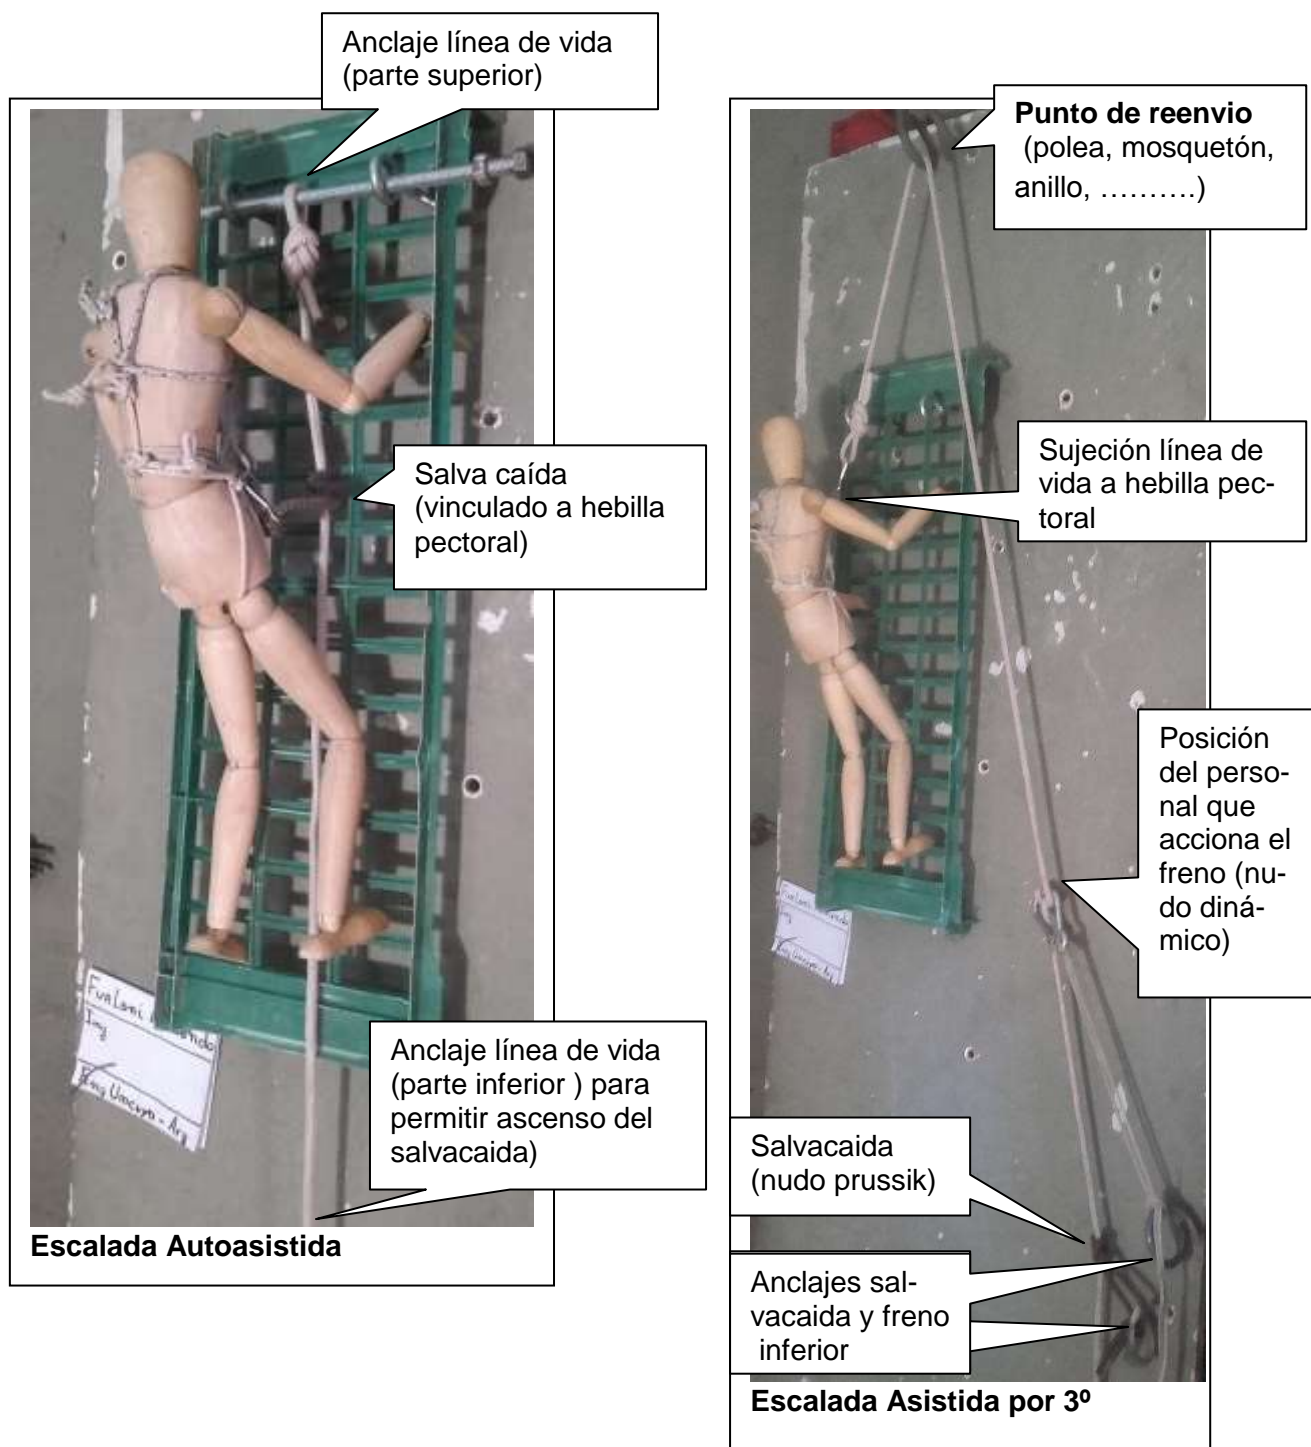 Anclaje línea de vida
(parte superior)
Salva caída
(vinculado a hebilla
pectoral)
Anclaje línea de vida
(parte inferior ) para
permitir ascenso del
salvacaida)
Escalada Autoasistida
Punto de reenvio
(polea, mosquetón,
anillo, ……….)
Sujeción línea de
vida a hebilla pec-
toral
Posición
del perso-
nal que
acciona el
freno (nu-
do diná-
mico)
Salvacaida
(nudo prussik)
Anclajes sal-
vacaida y freno
inferior
Escalada Asistida por 3º
Ing